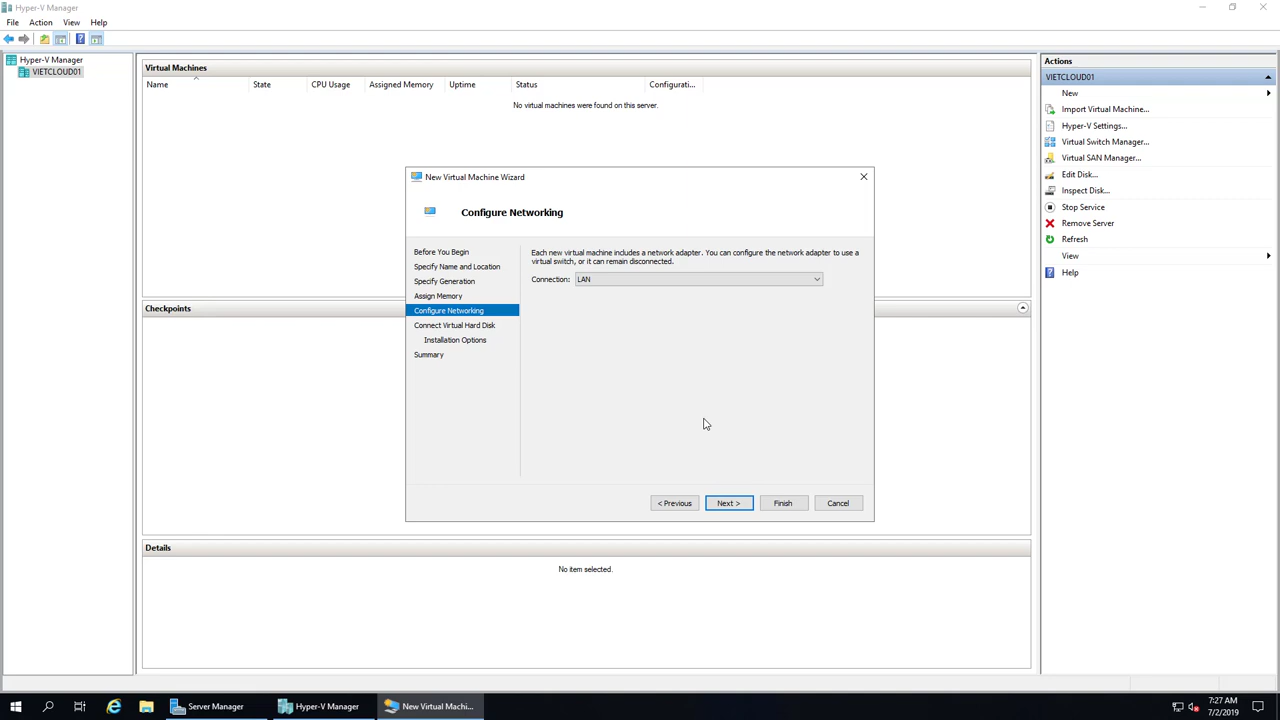 Hyper-V Manager
File Action View Help
Hyper-V Manager
VIETCLOUD01
Virtual Machines
Name State CPU Usage Assigned Memory Uptime Status Configurati...
No virtual machines were found on this server.
New Virtual Machine Wizard
Configure Networking
Before You Begin
Specify Name and Location
Specify Generation
Assign Memory
Configure Networking
Connect Virtual Hard Disk
Installation Options
Summary
Each new virtual machine includes a network adapter. You can configure the network adapter to use a
virtual switch, or it can remain disconnected.
Connection: LAN
< Previous Next > Finish Cancel
Checkpoints
Details
No item selected.
Actions
VIETCLOUD01
New
Import Virtual Machine...
Hyper-V Settings...
Virtual Switch Manager...
Virtual SAN Manager...
Edit Disk...
Inspect Disk...
Stop Service
Remove Server
Refresh
View
Help
Server Manager
Hyper-V Manager
New Virtual Machi...
7:27 AM
7/2/2019